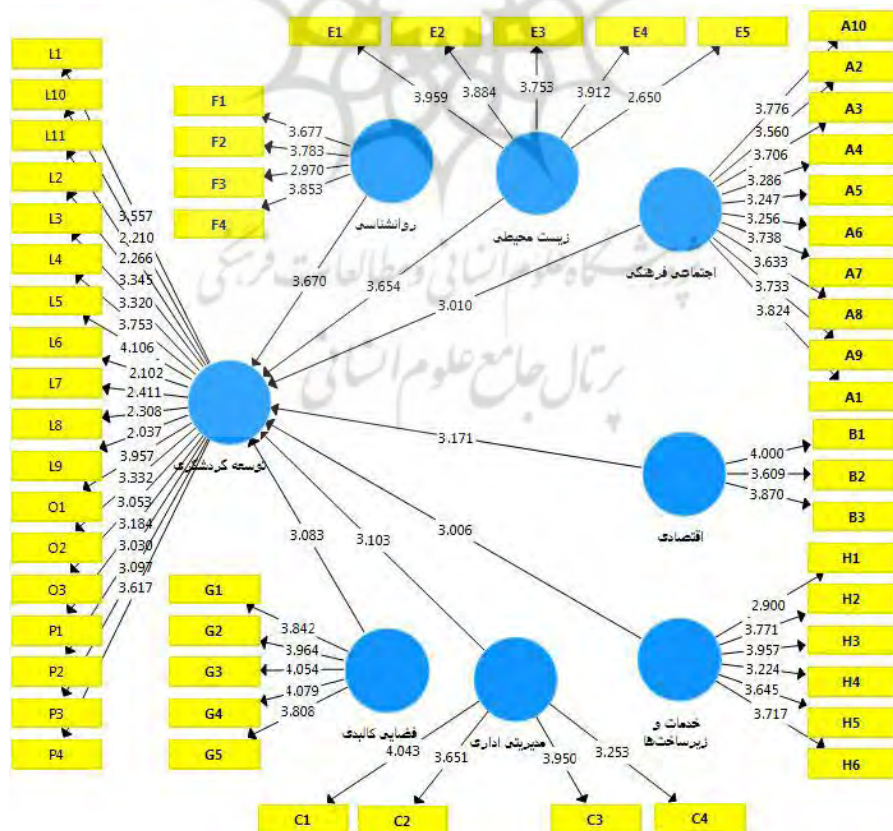 E1
E2
E3
E4
E5
3.959
3.884
3.753
3.912
2.650
زیست محیطی
F1
F2
F3
F4
3.677
3.783
2.970
3.853
روانشناسی
A10
A2
A3
A4
A5
A6
A7
A8
A9
A1
3.776
3.560
3.706
3.286
3.247
3.256
3.738
3.633
3.733
3.824
اجتماعی فرهنگی
L1
L10
L11
L2
L3
L4
L5
L6
L7
L8
L9
O1
O2
O3
P1
P2
P3
P4
3.557
2.210
2.266
3.345
3.320
3.753
4.106
2.102
2.411
2.308
2.037
3.957
3.332
3.053
3.184
3.030
3.097
3.617
توسعه گردشگری
3.670
3.654
3.010
3.171
3.083
3.103
3.006
پژوهشگاه علوم انسانی و مطالعات فرهنگی
پرتال جامع علوم انسانی
B1
B2
B3
4.000
3.609
3.870
اقتصادی
G1
G2
G3
G4
G5
3.842
3.964
4.054
4.079
3.808
فضایی کالبدی
مدیریتی اداری
4.043
3.651
3.950
3.253
C1
C2
C3
C4
H1
H2
H3
H4
H5
H6
2.900
3.771
3.957
3.224
3.645
3.717
خدمات و
زیرساخت‌ها